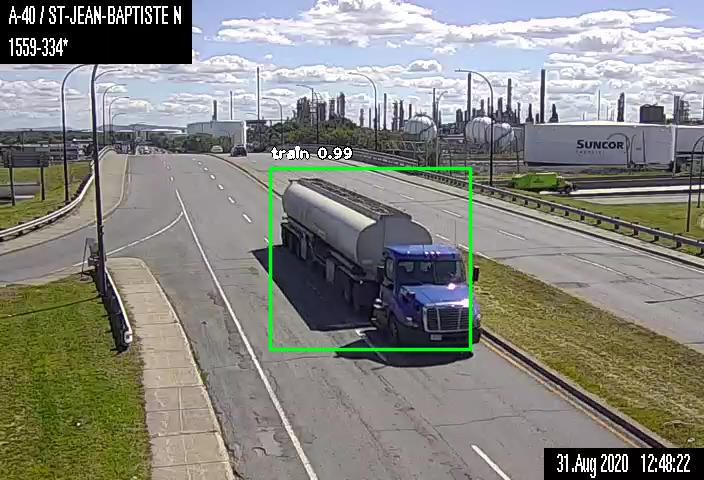 A-40 / ST-JEAN-BAPTISTE N
1559-334*
train 0.99
SUNCOR
31.Aug 2020 12:48:22